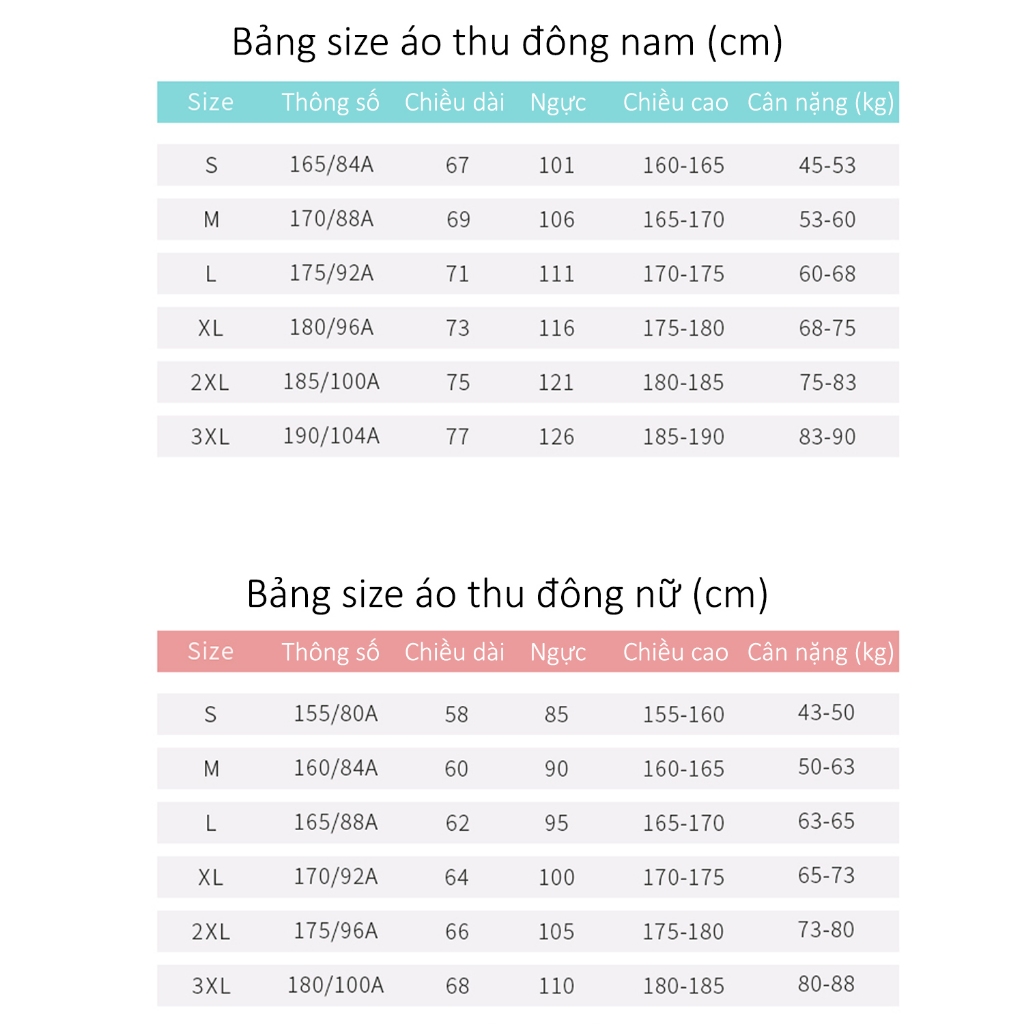 Bảng size áo thu đông nam (cm)
Size Thông số Chiều dài Ngực Chiều cao Cân nặng (kg)
S 165/84A 67 101 160-165 45-53
M 170/88A 69 106 165-170 53-60
L 175/92A 71 111 170-175 60-68
XL 180/96A 73 116 175-180 68-75
2XL 185/100A 75 121 180-185 75-83
3XL 190/104A 77 126 185-190 83-90
Bảng size áo thu đông nữ (cm)
Size Thông số Chiều dài Ngực Chiều cao Cân nặng (kg)
S 155/80A 58 85 155-160 43-50
M 160/84A 60 90 160-165 50-63
L 165/88A 62 95 165-170 63-65
XL 170/92A 64 100 170-175 65-73
2XL 175/96A 66 105 175-180 73-80
3XL 180/100A 68 110 180-185 80-88